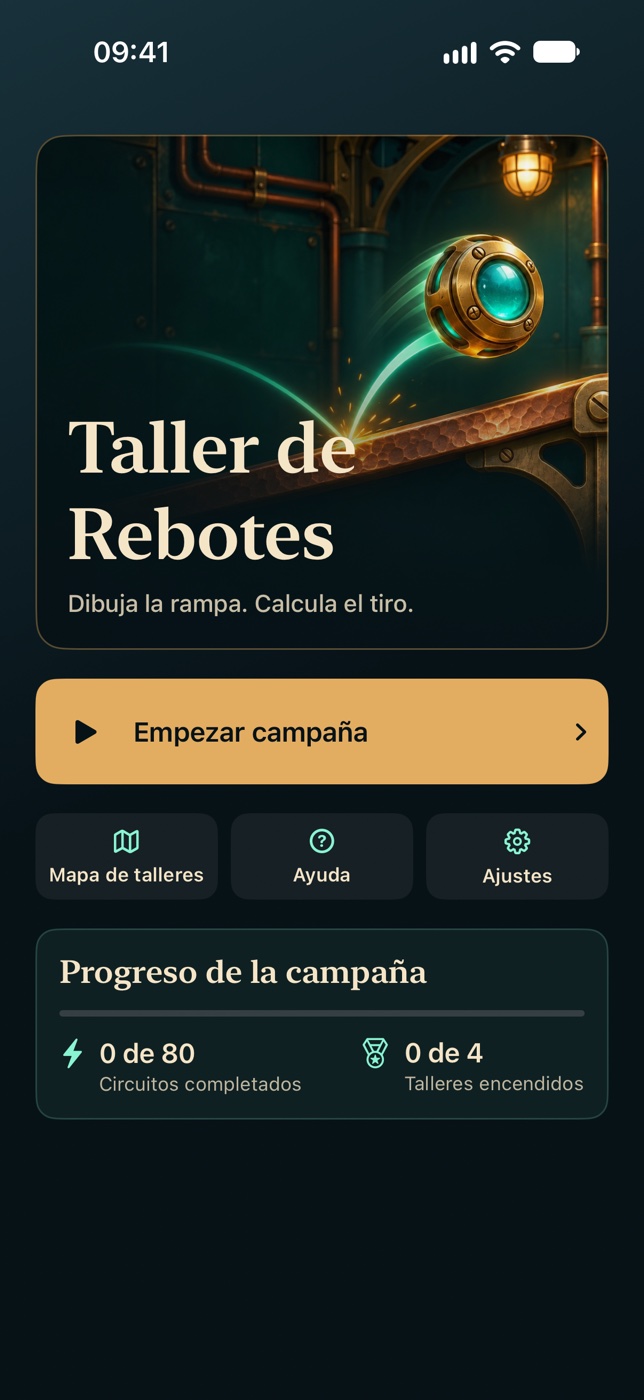 09:41
Taller de
Rebotes
Dibuja la rampa. Calcula el tiro.
Empezar campaña
Mapa de talleres
Ayuda
Ajustes
Progreso de la campaña
0 de 80
Circuitos completados
0 de 4
Talleres encendidos